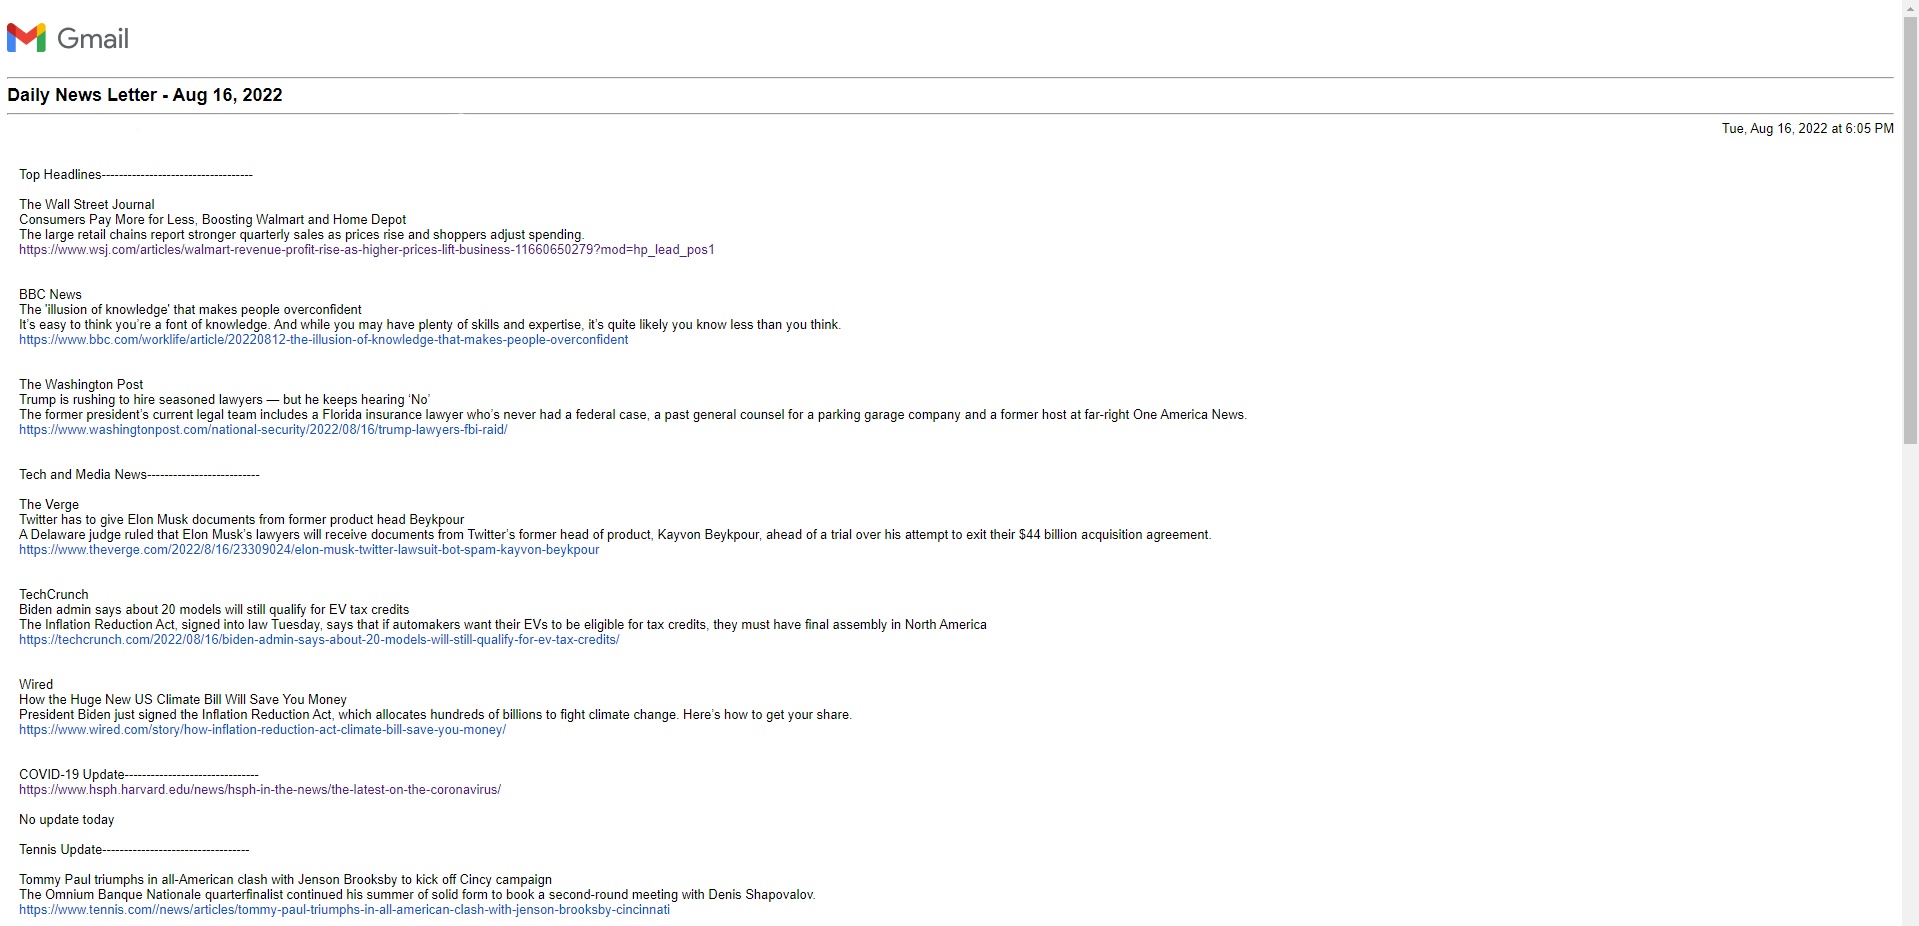 Gmail
Daily News Letter - Aug 16, 2022
Tue, Aug 16, 2022 at 6:05 PM
Top Headlines-----------------------------------
The Wall Street Journal
Consumers Pay More for Less, Boosting Walmart and Home Depot
The large retail chains report stronger quarterly sales as prices rise and shoppers adjust spending.
https://www.wsj.com/articles/walmart-revenue-profit-rise-as-higher-prices-lift-business-11660650279?mod=hp_lead_pos1
BBC News
The 'illusion of knowledge' that makes people overconfident
It’s easy to think you’re a font of knowledge. And while you may have plenty of skills and expertise, it’s quite likely you know less than you think.
https://www.bbc.com/worklife/article/20220812-the-illusion-of-knowledge-that-makes-people-overconfident
The Washington Post
Trump is rushing to hire seasoned lawyers — but he keeps hearing ‘No’
The former president’s current legal team includes a Florida insurance lawyer who’s never had a federal case, a past general counsel for a parking garage company and a former host at far-right One America News.
https://www.washingtonpost.com/national-security/2022/08/16/trump-lawyers-fbi-raid/
Tech and Media News--------------------------
The Verge
Twitter has to give Elon Musk documents from former product head Beykpour
A Delaware judge ruled that Elon Musk’s lawyers will receive documents from Twitter’s former head of product, Kayvon Beykpour, ahead of a trial over his attempt to exit their $44 billion acquisition agreement.
https://www.theverge.com/2022/8/16/23309024/elon-musk-twitter-lawsuit-bot-spam-kayvon-beykpour
TechCrunch
Biden admin says about 20 models will still qualify for EV tax credits
The Inflation Reduction Act, signed into law Tuesday, says that if automakers want their EVs to be eligible for tax credits, they must have final assembly in North America
https://techcrunch.com/2022/08/16/biden-admin-says-about-20-models-will-still-qualify-for-ev-tax-credits/
Wired
How the Huge New US Climate Bill Will Save You Money
President Biden just signed the Inflation Reduction Act, which allocates hundreds of billions to fight climate change. Here’s how to get your share.
https://www.wired.com/story/how-inflation-reduction-act-climate-bill-save-you-money/
COVID-19 Update-------------------------------
https://www.hsph.harvard.edu/news/hsph-in-the-news/the-latest-on-the-coronavirus/
No update today
Tennis Update----------------------------------
Tommy Paul triumphs in all-American clash with Jenson Brooksby to kick off Cincy campaign
The Omnium Banque Nationale quarterfinalist continued his summer of solid form to book a second-round meeting with Denis Shapovalov.
https://www.tennis.com//news/articles/tommy-paul-triumphs-in-all-american-clash-with-jenson-brooksby-cincinnati